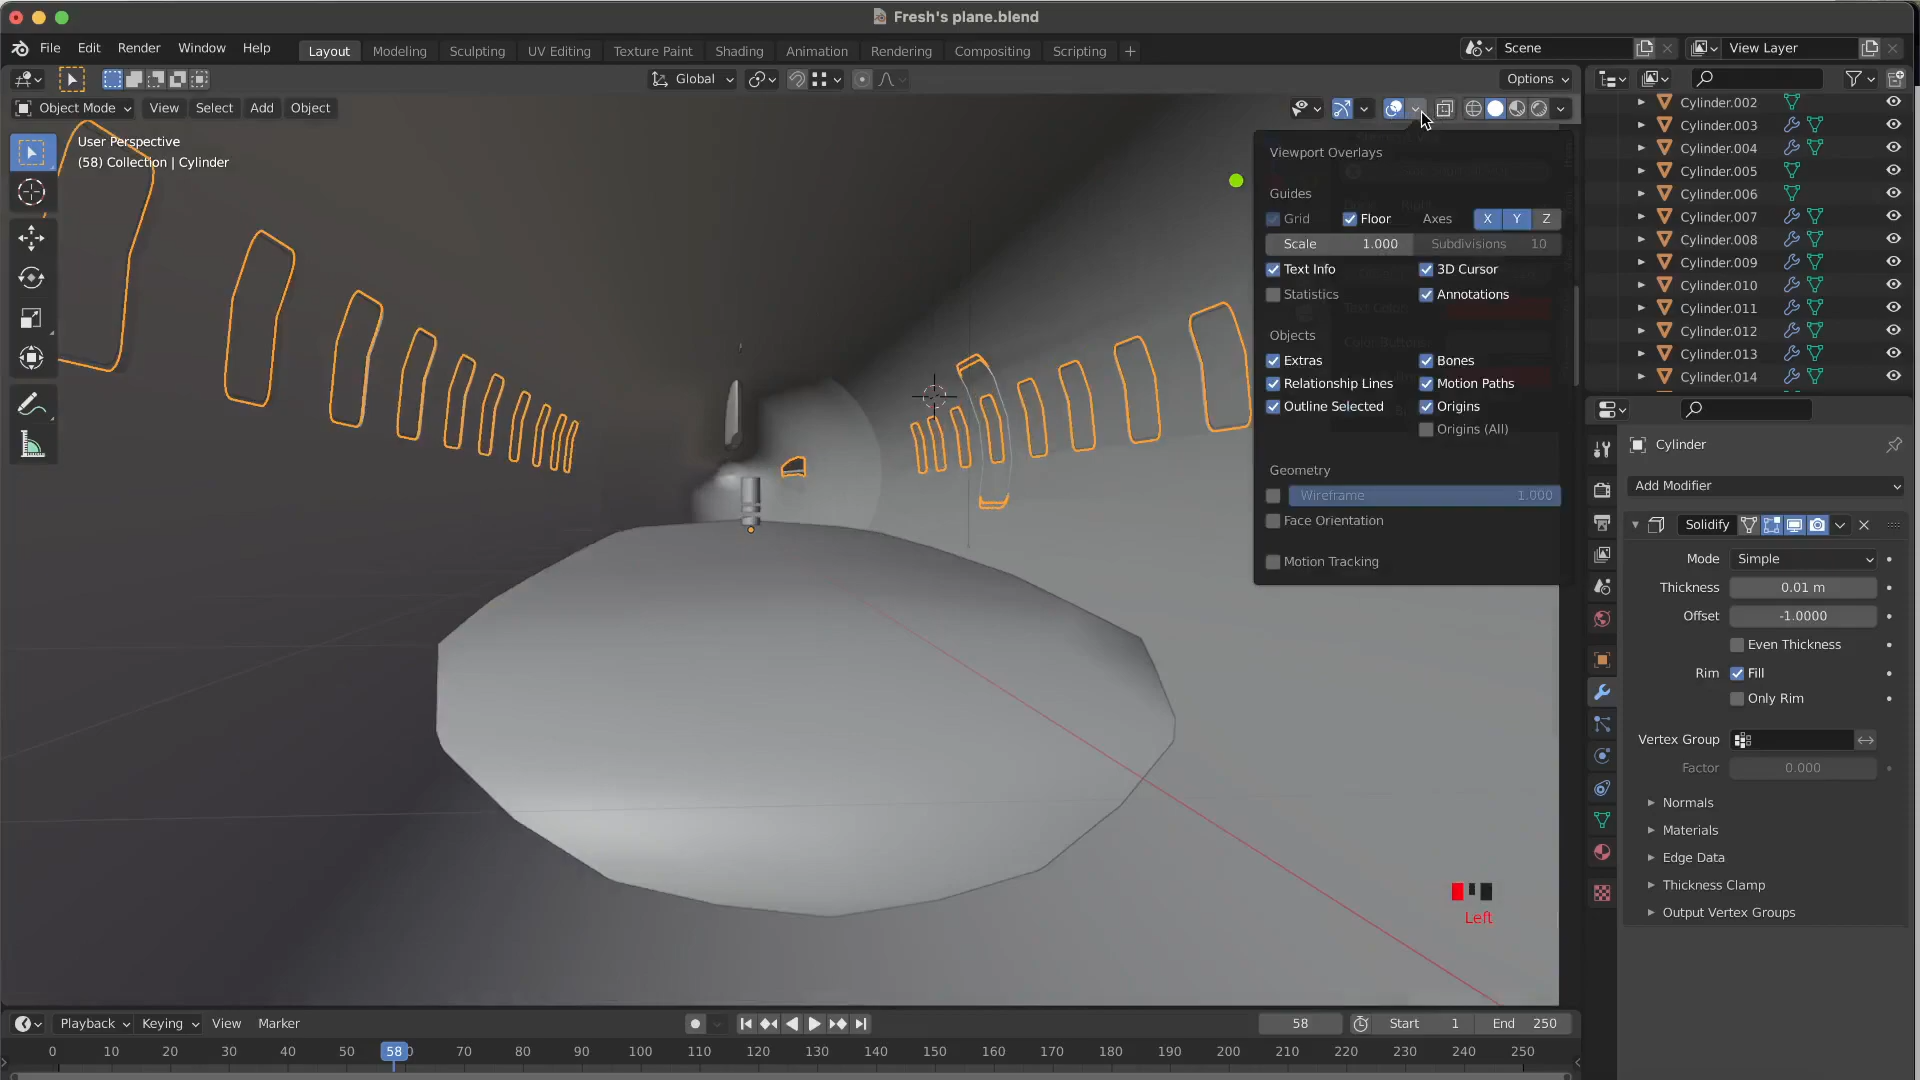 Fresh's plane.blend
File Edit Render Window Help Layout Modeling Sculpting UV Editing Texture Paint Shading Animation Rendering Compositing Scripting + Scene View Layer
Global Options
Object Mode View Select Add Object
User Perspective
(58) Collection | Cylinder
Viewport Overlays
Guides
Grid Floor Axes X Y Z
Scale 1.000 Subdivisions 10
Text Info 3D Cursor
Statistics Annotations
Objects
Extras Bones
Relationship Lines Motion Paths
Outline Selected Origins
Origins (All)
Geometry
Wireframe 1.000
Face Orientation
Motion Tracking
Left
Cylinder.002
Cylinder.003
Cylinder.004
Cylinder.005
Cylinder.006
Cylinder.007
Cylinder.008
Cylinder.009
Cylinder.010
Cylinder.011
Cylinder.012
Cylinder.013
Cylinder.014
Cylinder
Add Modifier
Solidify
Mode Simple
Thickness 0.01 m
Offset -1.0000
Even Thickness
Rim Fill
Only Rim
Vertex Group
Factor 0.000
Normals
Materials
Edge Data
Thickness Clamp
Output Vertex Groups
Playback Keying View Marker 58 Start 1 End 250
0 10 20 30 40 50 58 70 80 90 100 110 120 130 140 150 160 170 180 190 200 210 220 230 240 250